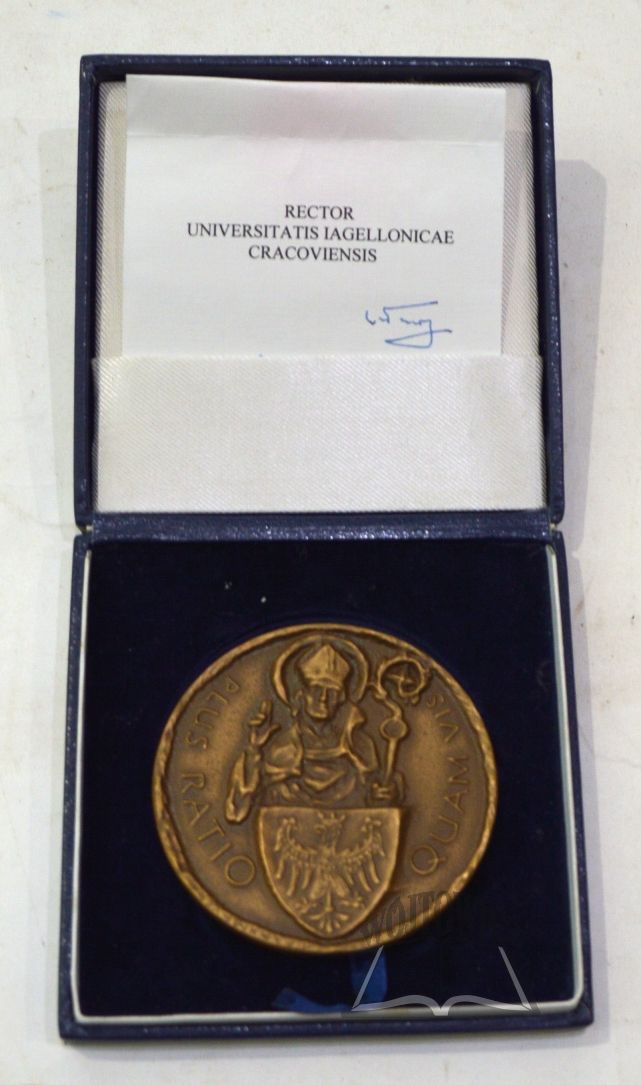 RECTOR
UNIVERSITATIS IAGELLONICAE
CRACOVIENSIS
PLUS RATIO
QUAM VIS